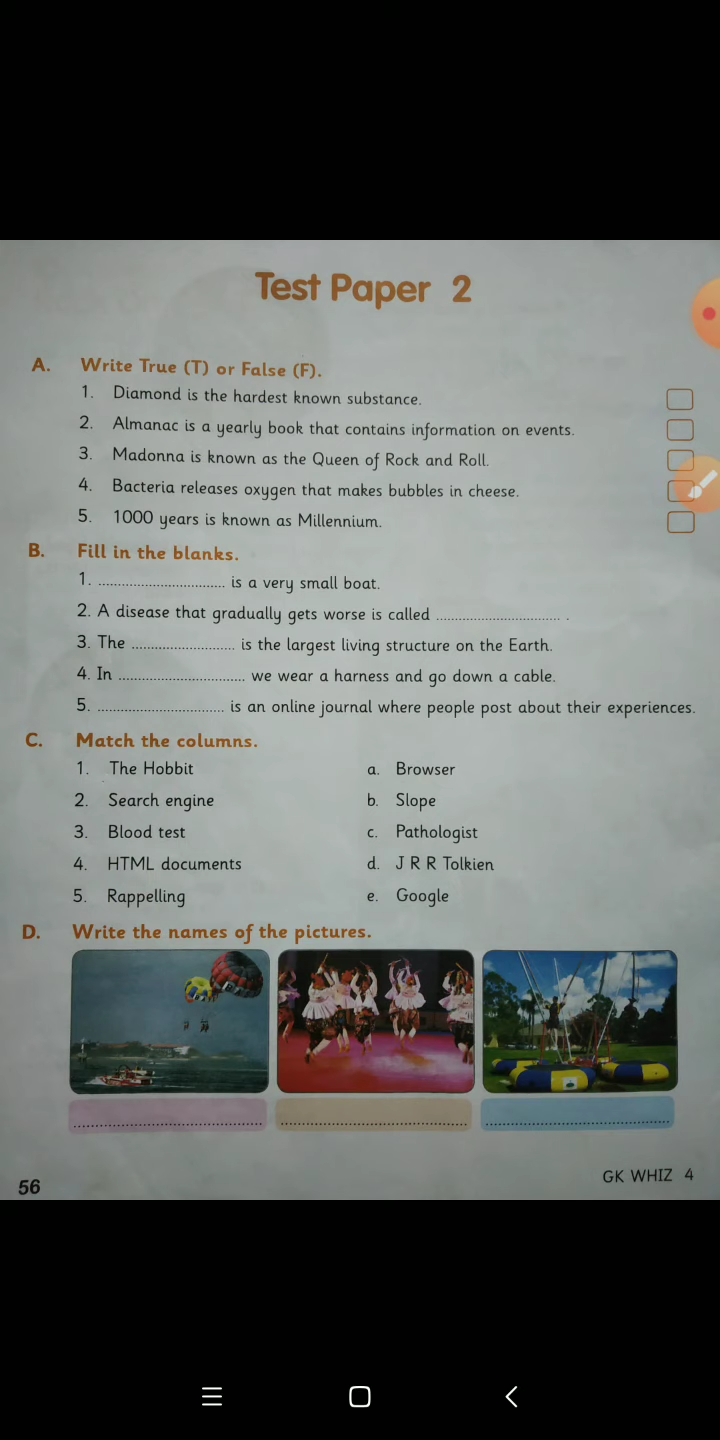 Test Paper 2
A. Write True (T) or False (F).
1. Diamond is the hardest known substance.
2. Almanac is a yearly book that contains information on events.
3. Madonna is known as the Queen of Rock and Roll.
4. Bacteria releases oxygen that makes bubbles in cheese.
5. 1000 years is known as Millennium.
B. Fill in the blanks.
1. ................................ is a very small boat.
2. A disease that gradually gets worse is called ................................ .
3. The .......................... is the largest living structure on the Earth.
4. In ................................ we wear a harness and go down a cable.
5. ................................ is an online journal where people post about their experiences.
C. Match the columns.
1. The Hobbit a. Browser
2. Search engine b. Slope
3. Blood test c. Pathologist
4. HTML documents d. J R R Tolkien
5. Rappelling e. Google
D. Write the names of the pictures.
56 GK WHIZ 4